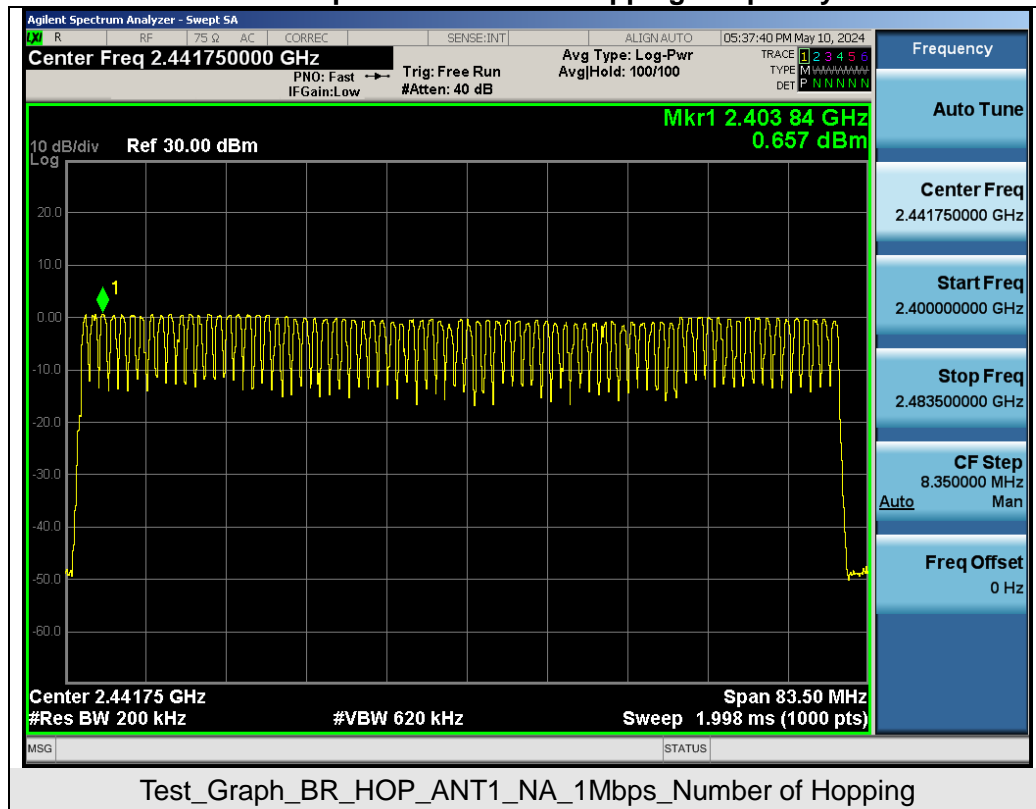 Agilent Spectrum Analyzer - Swept SA
LXI R RF 75 Ω AC CORREC SENSE:INT ALIGN AUTO 05:37:40 PM May 10, 2024
Center Freq 2.441750000 GHz
PNO: Fast
IFGain:Low
Trig: Free Run
#Atten: 40 dB
Avg Type: Log-Pwr
Avg|Hold: 100/100
TRACE 1 2 3 4 5 6
TYPE M
DET P N N N N N
Mkr1 2.403 84 GHz
0.657 dBm
10 dB/div Ref 30.00 dBm
Log
20.0
10.0
1
0.00
-10.0
-20.0
-30.0
-40.0
-50.0
-60.0
Center 2.44175 GHz Span 83.50 MHz
#Res BW 200 kHz #VBW 620 kHz Sweep 1.998 ms (1000 pts)
MSG STATUS
Frequency
Auto Tune
Center Freq
2.441750000 GHz
Start Freq
2.400000000 GHz
Stop Freq
2.483500000 GHz
CF Step
8.350000 MHz
Auto Man
Freq Offset
0 Hz
Test_Graph_BR_HOP_ANT1_NA_1Mbps_Number of Hopping